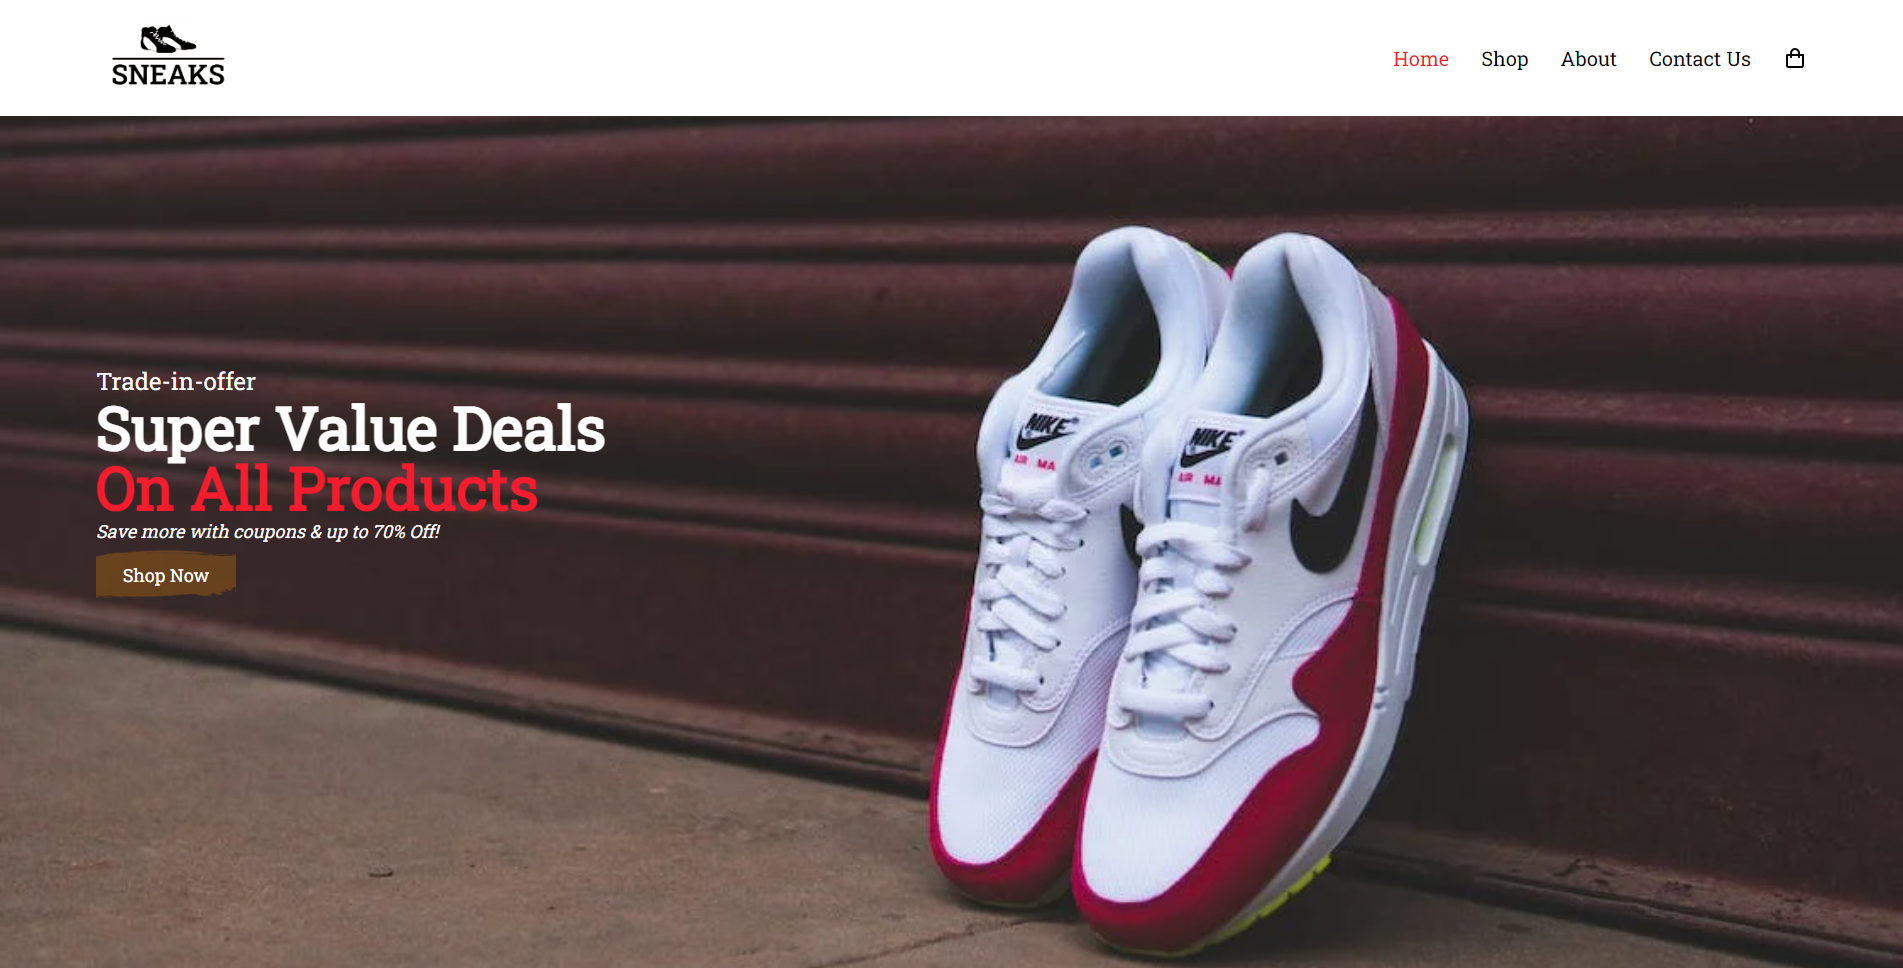 SNEAKS
Home Shop About Contact Us
Trade-in-offer
Super Value Deals
On All Products
Save more with coupons & up to 70% Off!
Shop Now
NIKE
NIKE